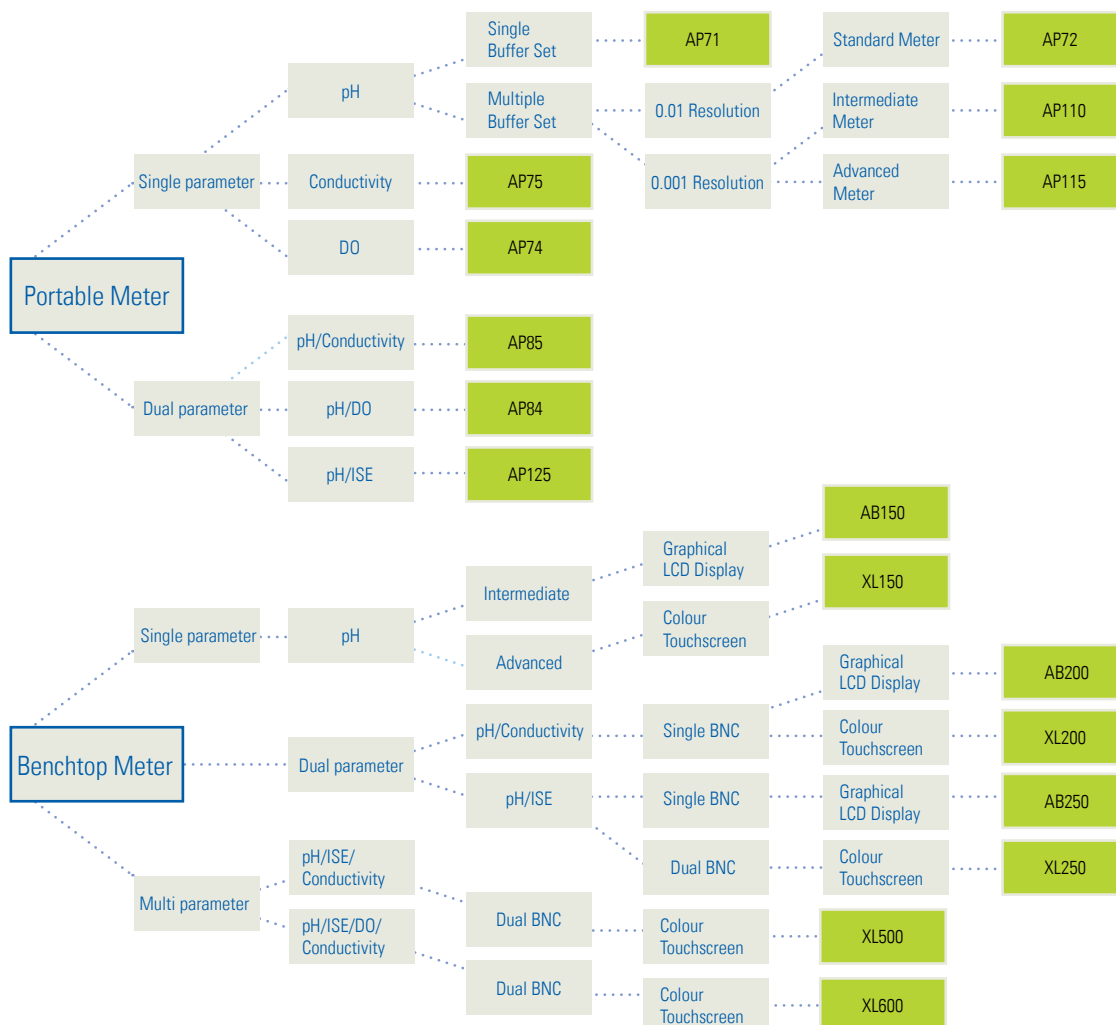 Single
Buffer Set
AP71
Standard Meter
AP72
pH
Multiple
Buffer Set
0.01 Resolution
Intermediate
Meter
AP110
Single parameter
Conductivity
AP75
0.001 Resolution
Advanced
Meter
AP115
DO
AP74
Portable Meter
pH/Conductivity
AP85
Dual parameter
pH/DO
AP84
pH/ISE
AP125
AB150
Graphical
LCD Display
XL150
Intermediate
Single parameter
pH
Colour
Touchscreen
Advanced
Graphical
LCD Display
AB200
Benchtop Meter
Dual parameter
pH/Conductivity
Single BNC
Colour
Touchscreen
XL200
pH/ISE
Single BNC
Graphical
LCD Display
AB250
Dual BNC
Colour
Touchscreen
XL250
Multi parameter
pH/ISE/
Conductivity
Dual BNC
Colour
Touchscreen
XL500
pH/ISE/DO/
Conductivity
Dual BNC
Colour
Touchscreen
XL600